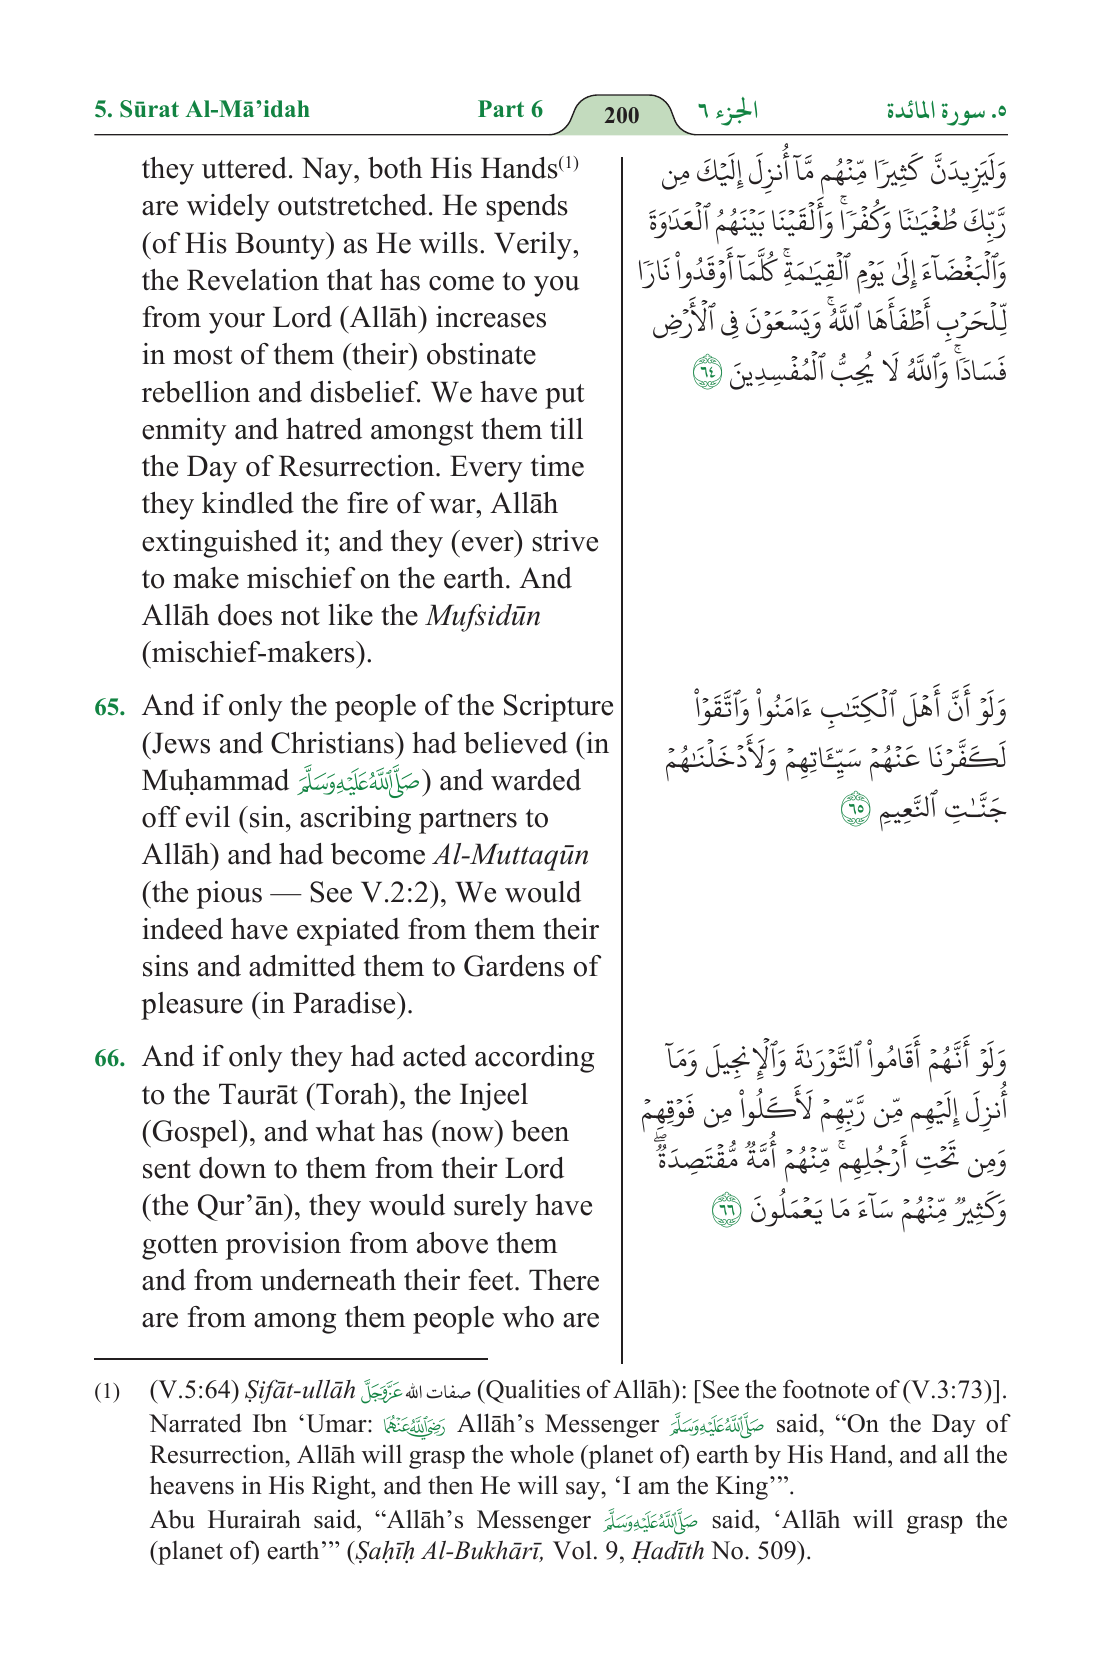 5. Sūrat Al-Mā’idah Part 6 200 الجزء ٦ ٥. سورة المائدة
they uttered. Nay, both His Hands(1)
are widely outstretched. He spends
(of His Bounty) as He wills. Verily,
the Revelation that has come to you
from your Lord (Allāh) increases
in most of them (their) obstinate
rebellion and disbelief. We have put
enmity and hatred amongst them till
the Day of Resurrection. Every time
they kindled the fire of war, Allāh
extinguished it; and they (ever) strive
to make mischief on the earth. And
Allāh does not like the Mufsidūn
(mischief-makers).
وَلَيَزِيدَنَّ كَثِيرٗا مِّنۡهُم مَّآ أُنزِلَ إِلَيۡكَ مِن
رَّبِّكَ طُغۡيَٰنٗا وَكُفۡرٗاۚ وَأَلۡقَيۡنَا بَيۡنَهُمُ ٱلۡعَدَٰوَةَ
وَٱلۡبَغۡضَآءَ إِلَىٰ يَوۡمِ ٱلۡقِيَٰمَةِۚ كُلَّمَآ أَوۡقَدُواْ نَارٗا
لِّلۡحَرۡبِ أَطۡفَأَهَا ٱللَّهُۚ وَيَسۡعَوۡنَ فِي ٱلۡأَرۡضِ
فَسَادٗاۚ وَٱللَّهُ لَا يُحِبُّ ٱلۡمُفۡسِدِينَ ٦٤
65. And if only the people of the Scripture
(Jews and Christians) had believed (in
Muḥammad صَلَّى اللَّهُ عَلَيْهِ وَسَلَّمَ) and warded
off evil (sin, ascribing partners to
Allāh) and had become Al-Muttaqūn
(the pious — See V.2:2), We would
indeed have expiated from them their
sins and admitted them to Gardens of
pleasure (in Paradise).
وَلَوۡ أَنَّ أَهۡلَ ٱلۡكِتَٰبِ ءَامَنُواْ وَٱتَّقَوۡاْ
لَكَفَّرۡنَا عَنۡهُمۡ سَيِّـَٔاتِهِمۡ وَلَأَدۡخَلۡنَٰهُمۡ
جَنَّٰتِ ٱلنَّعِيمِ ٦٥
66. And if only they had acted according
to the Taurāt (Torah), the Injeel
(Gospel), and what has (now) been
sent down to them from their Lord
(the Qur’ān), they would surely have
gotten provision from above them
and from underneath their feet. There
are from among them people who are
وَلَوۡ أَنَّهُمۡ أَقَامُواْ ٱلتَّوۡرَىٰةَ وَٱلۡإِنجِيلَ وَمَآ
أُنزِلَ إِلَيۡهِم مِّن رَّبِّهِمۡ لَأَكَلُواْ مِن فَوۡقِهِمۡ
وَمِن تَحۡتِ أَرۡجُلِهِمۚ مِّنۡهُمۡ أُمَّةٞ مُّقۡتَصِدَةٞۖ
وَكَثِيرٞ مِّنۡهُمۡ سَآءَ مَا يَعۡمَلُونَ ٦٦
(1) (V.5:64) Ṣifāt-ullāh عَزَّوَجَلَّ صفات الله (Qualities of Allāh): [See the footnote of (V.3:73)].
Narrated Ibn ‘Umar: رَضِيَ اللَّهُ عَنْهُمَا Allāh’s Messenger صَلَّى اللَّهُ عَلَيْهِ وَسَلَّمَ said, “On the Day of
Resurrection, Allāh will grasp the whole (planet of) earth by His Hand, and all the
heavens in His Right, and then He will say, ‘I am the King’”.
Abu Hurairah said, “Allāh’s Messenger صَلَّى اللَّهُ عَلَيْهِ وَسَلَّمَ said, ‘Allāh will grasp the
(planet of) earth’” (Ṣaḥīḥ Al-Bukhārī, Vol. 9, Ḥadīth No. 509).